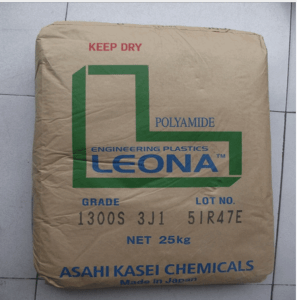 KEEP DRY
POLYAMIDE
ENGINEERING PLASTICS
LEONA™
GRADE LOT NO.
1300S 3J1 51R47E
NET 25kg
ASAHI KASEI CHEMICALS
Made in Japan